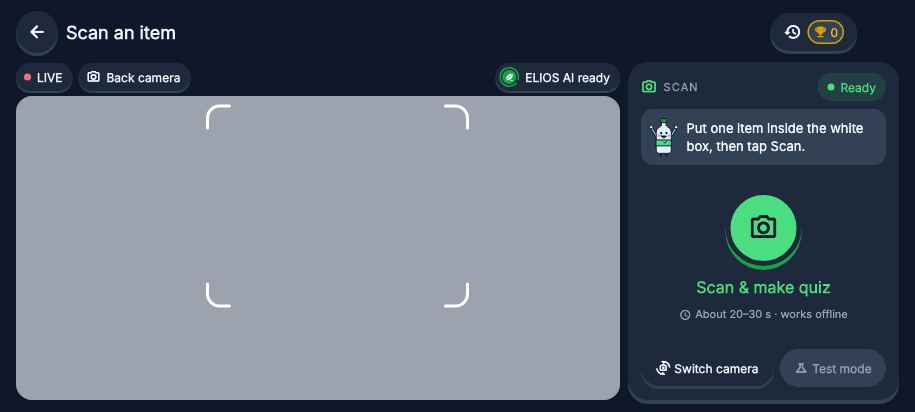 Scan an item
0
LIVE
Back camera
ELIOS AI ready
SCAN
Ready
Put one item inside the white
box, then tap Scan.
Scan & make quiz
About 20–30 s · works offline
Switch camera
Test mode